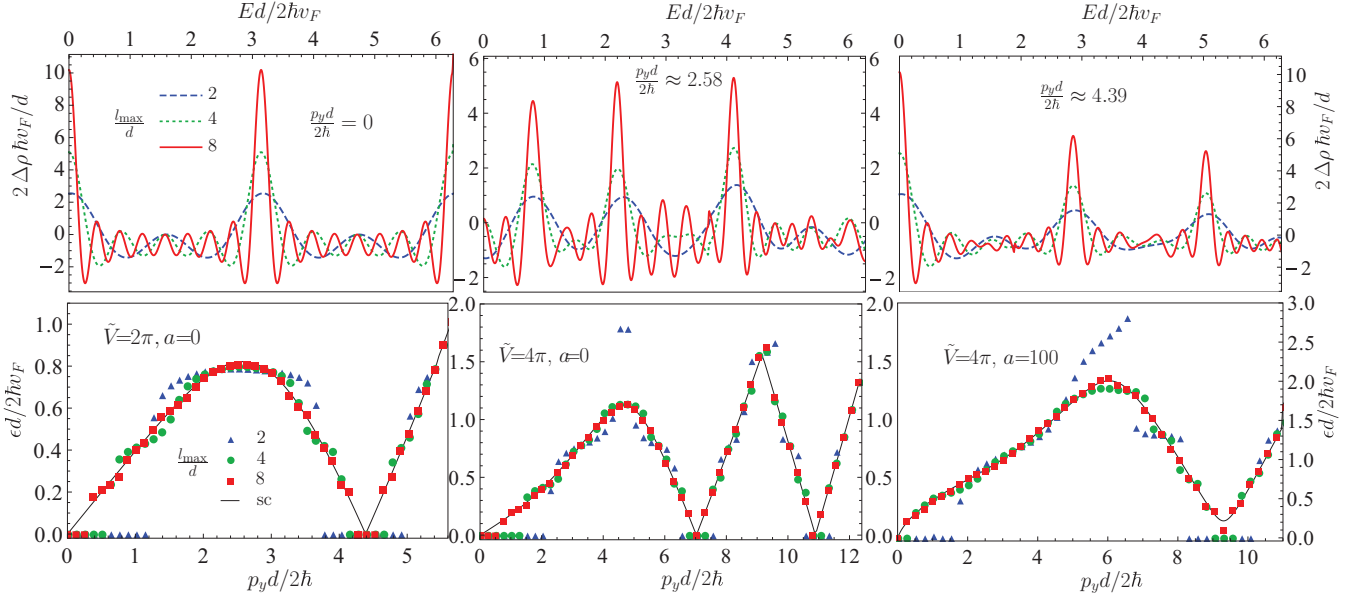 Ed/2ħv_F Ed/2ħv_F Ed/2ħv_F
0 1 2 3 4 5 6 0 1 2 3 4 5 6 0 1 2 3 4 5 6
2 Δρ ħv_F/d
10
8
6
4
2
0
−2
l_max/d
2
4
8
p_y d/2ħ = 0
6
4
2
0
−2
p_y d/2ħ ≈ 2.58
6
4
2
0
−2
p_y d/2ħ ≈ 4.39
10
8
6
4
2
0
−2
2 Δρ ħv_F/d
ϵd/2ħv_F
1.0
0.8
0.6
0.4
0.2
0.0
Ṽ=2π, a=0
l_max/d
2
4
8
sc
0 1 2 3 4 5
p_y d/2ħ
2.0
1.5
1.0
0.5
0.0
Ṽ=4π, a=0
0 2 4 6 8 10 12
p_y d/2ħ
2.0
1.5
1.0
0.5
0.0
Ṽ=4π, a=100
0 2 4 6 8 10
p_y d/2ħ
3.0
2.5
2.0
1.5
1.0
0.5
0.0
ϵd/2ħv_F